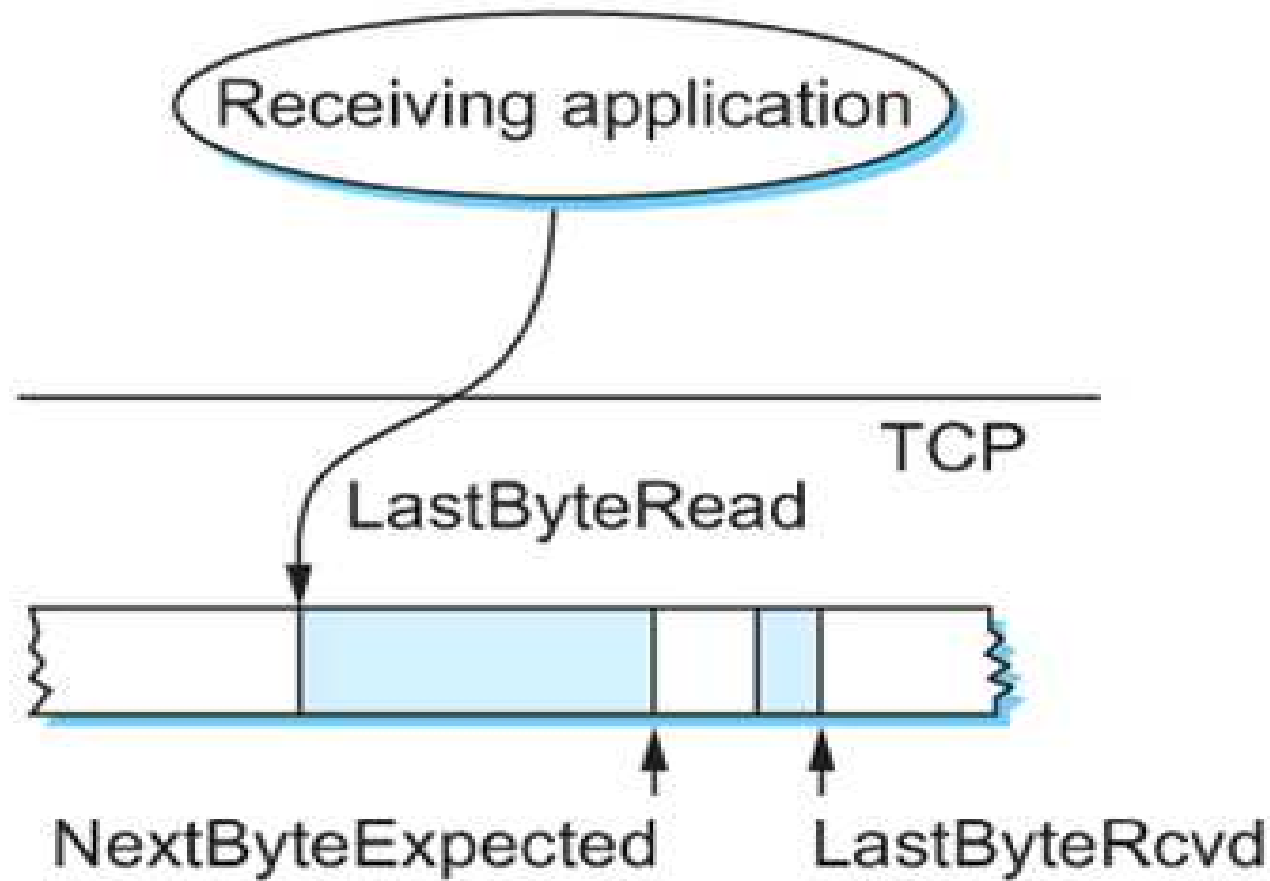 Receiving application
TCP
LastByteRead
NextByteExpected
LastByteRcvd